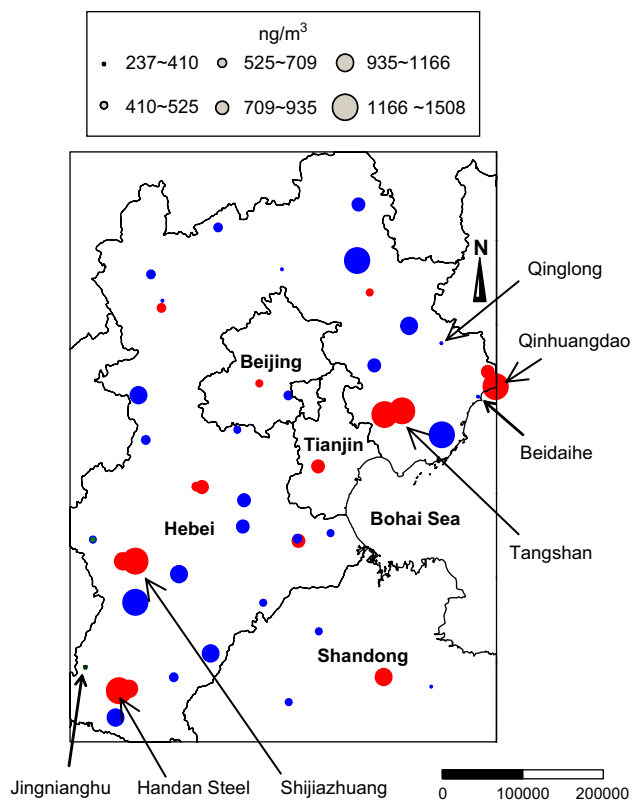 ng/m³
237~410 525~709 935~1166
410~525 709~935 1166 ~1508
N
Qinglong
Qinhuangdao
Beijing
Tianjin
Beidaihe
Bohai Sea
Hebei
Tangshan
Shandong
Jingnianghu Handan Steel Shijiazhuang
0 100000 200000